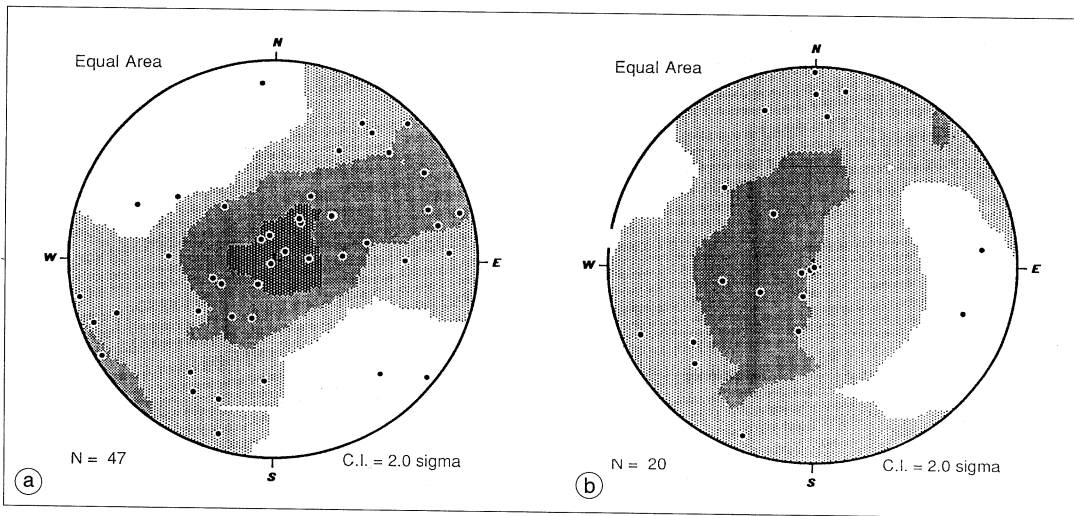 Equal Area
N
W
E
S
N = 47
C.I. = 2.0 sigma
a
Equal Area
N
W
E
S
N = 20
C.I. = 2.0 sigma
b